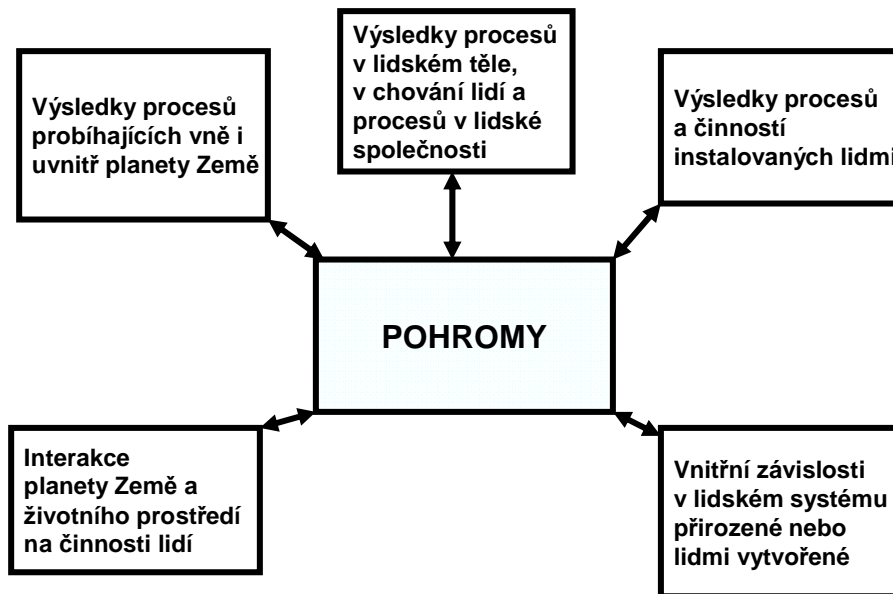 Výsledky procesů
v lidském těle,
v chování lidí a
procesů v lidské
společnosti
Výsledky procesů
probíhajících vně i
uvnitř planety Země
Výsledky procesů
a činností
instalovaných lidmi
POHROMY
Interakce
planety Země a
životního prostředí
na činnosti lidí
Vnitřní závislosti
v lidském systému
přirozené nebo
lidmi vytvořené